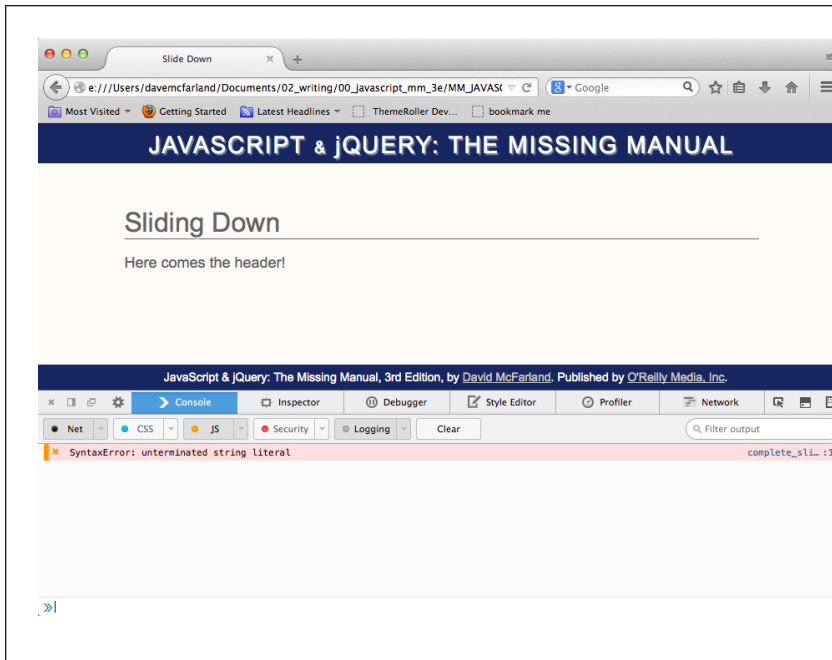 Slide Down
e:///Users/davemcfarland/Documents/02_writing/00_javascript_mm_3e/MM_JAVASC
Google
Most Visited Getting Started Latest Headlines ThemeRoller Dev... bookmark me
JAVASCRIPT & jQUERY: THE MISSING MANUAL
Sliding Down
Here comes the header!
JavaScript & jQuery: The Missing Manual, 3rd Edition, by David McFarland. Published by O'Reilly Media, Inc.
Console Inspector Debugger Style Editor Profiler Network
Net CSS JS Security Logging Clear Filter output
SyntaxError: unterminated string literal complete_sli… :1